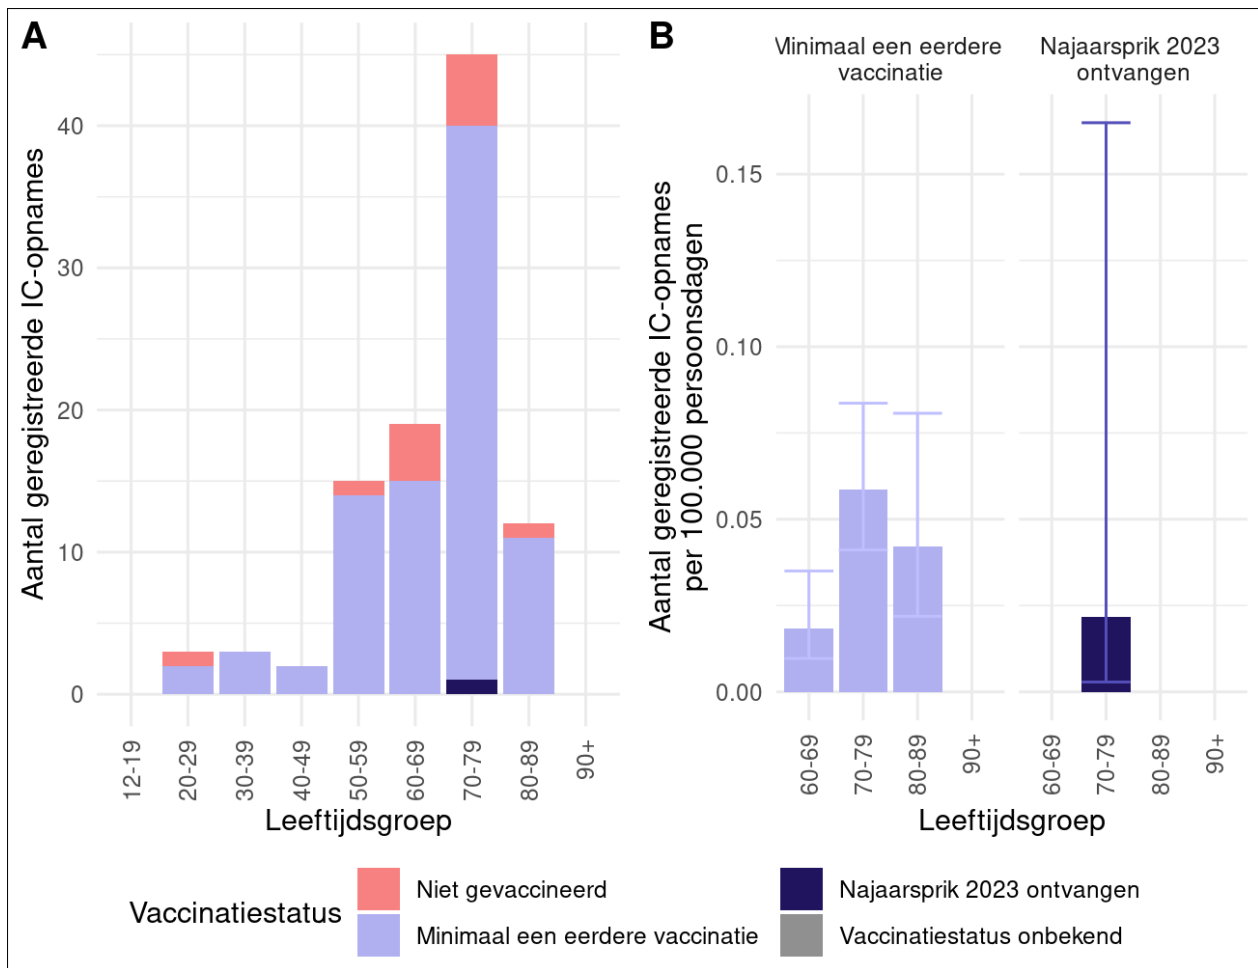 A
Aantal geregistreerde IC-opnames
40
30
20
10
0
12-19
20-29
30-39
40-49
50-59
60-69
70-79
80-89
90+
Leeftijdsgroep
B
Minimaal een eerdere
vaccinatie
Najaarsprik 2023
ontvangen
Aantal geregistreerde IC-opnames
per 100.000 persoonsdagen
0.15
0.10
0.05
0.00
60-69
70-79
80-89
90+
60-69
70-79
80-89
90+
Leeftijdsgroep
Vaccinatiestatus
Niet gevaccineerd
Minimaal een eerdere vaccinatie
Najaarsprik 2023 ontvangen
Vaccinatiestatus onbekend